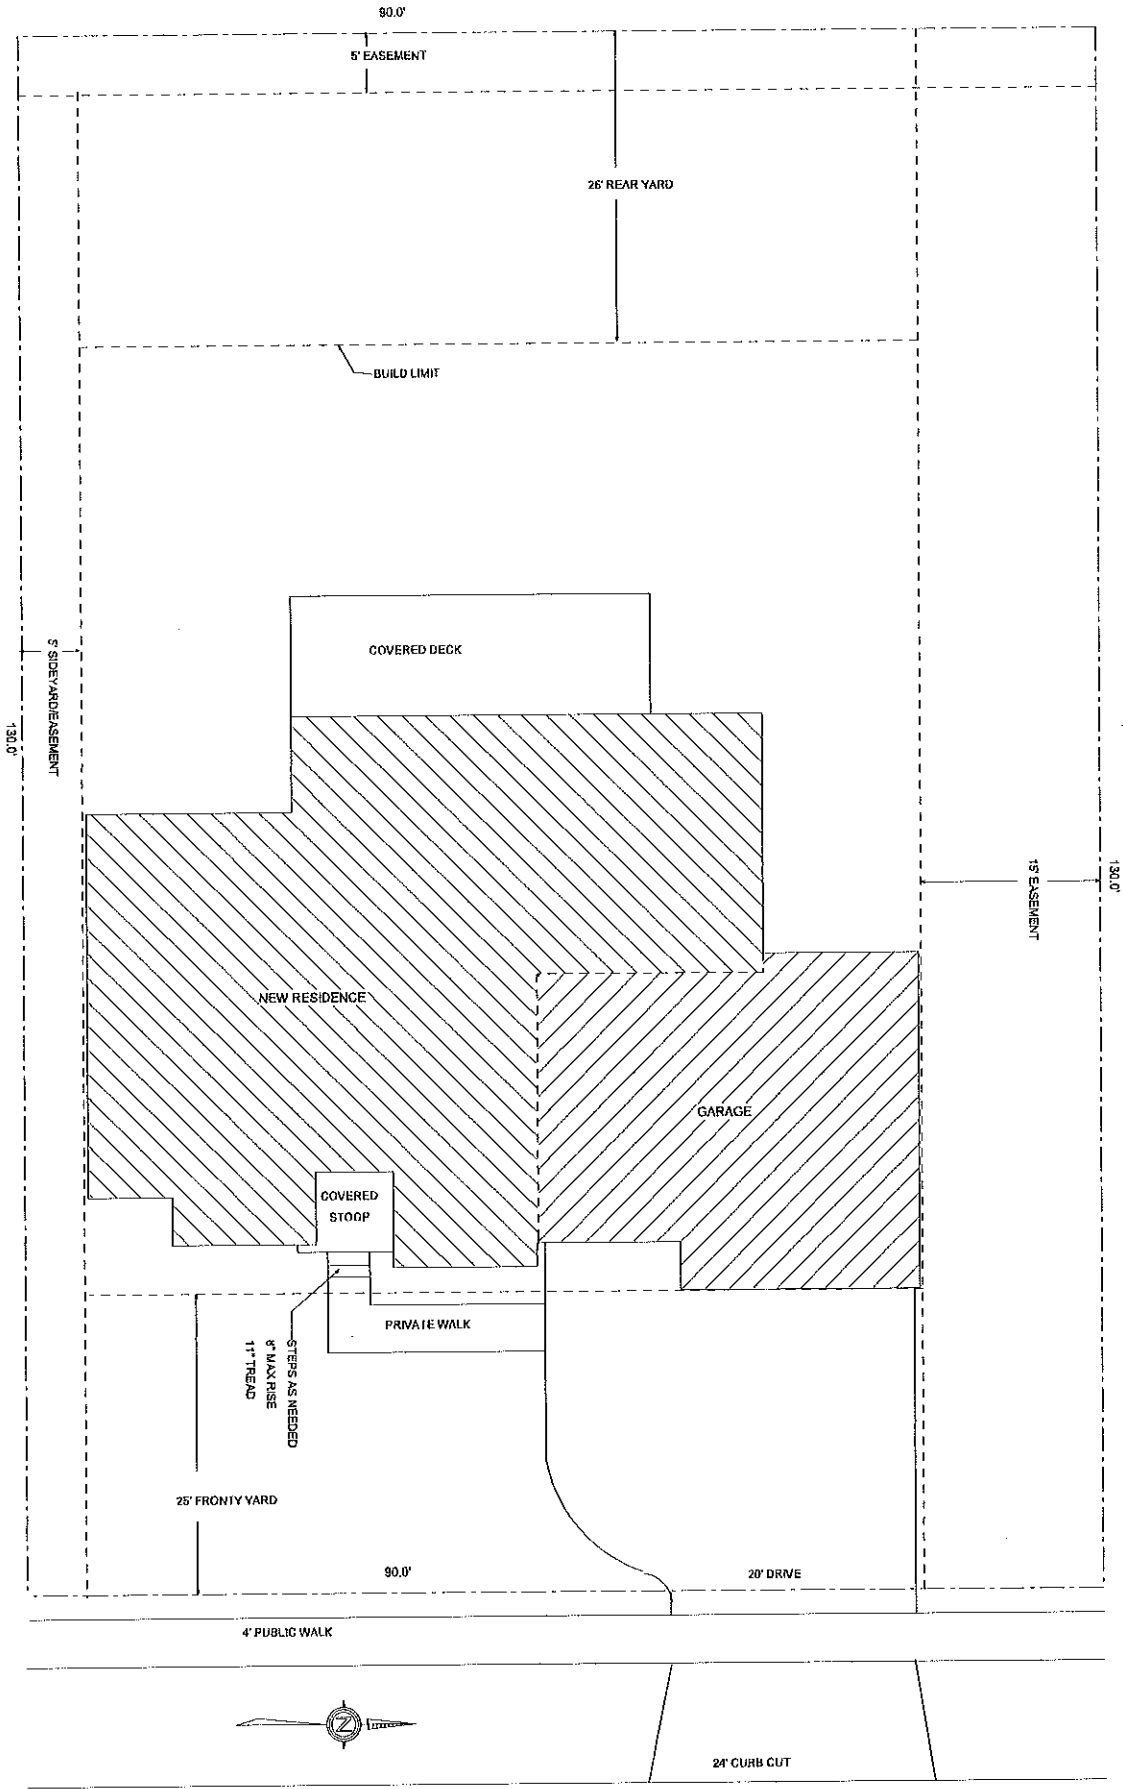 90.0'
5' EASEMENT
26' REAR YARD
BUILD LIMIT
COVERED DECK
5' SIDEYARD/EASEMENT
130.0'
130.0'
15' EASEMENT
NEW RESIDENCE
GARAGE
COVERED
STOOP
PRIVATE WALK
STEPS AS NEEDED
8" MAX RISE
11" TREAD
25' FRONTY YARD
90.0'
20' DRIVE
4' PUBLIC WALK
N
24' CURB CUT